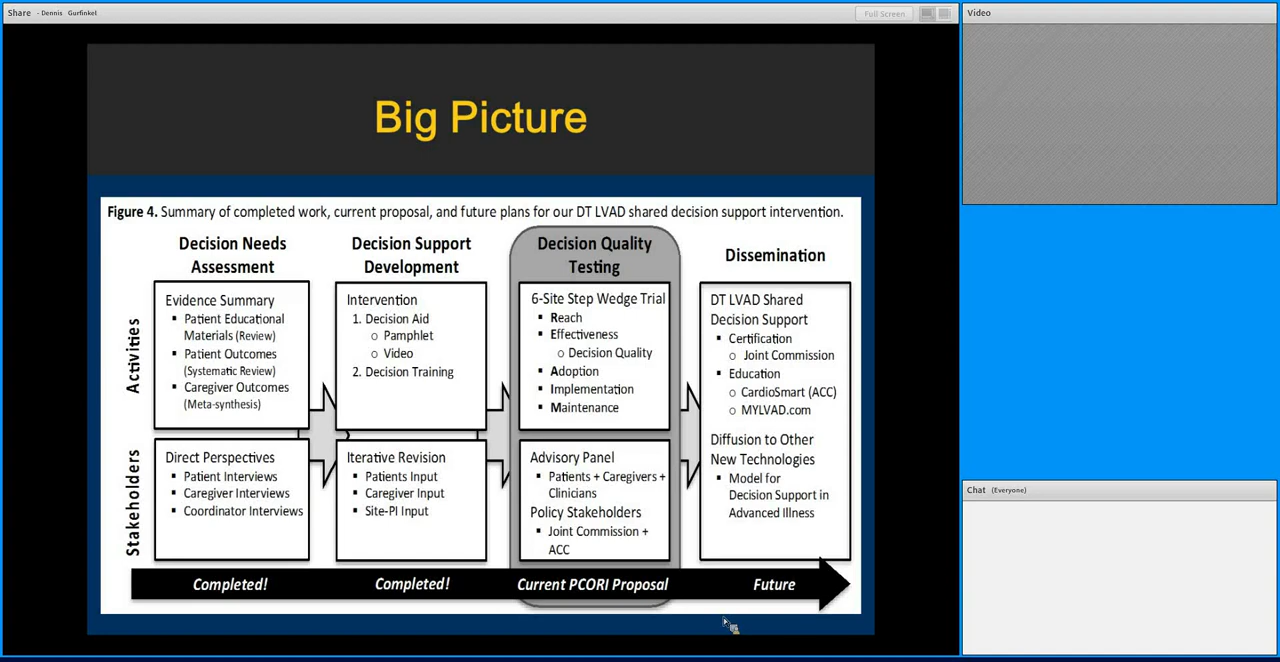 Share - Dennis Gurfinkel
Full Screen
Video
Big Picture
Figure 4. Summary of completed work, current proposal, and future plans for our DT LVAD shared decision support intervention.
Decision Needs
Assessment
Decision Support
Development
Decision Quality
Testing
Dissemination
Activities
Evidence Summary
▪ Patient Educational
Materials (Review)
▪ Patient Outcomes
(Systematic Review)
▪ Caregiver Outcomes
(Meta-synthesis)
Intervention
1. Decision Aid
o Pamphlet
o Video
2. Decision Training
6-Site Step Wedge Trial
▪ Reach
▪ Effectiveness
o Decision Quality
▪ Adoption
▪ Implementation
▪ Maintenance
DT LVAD Shared
Decision Support
▪ Certification
o Joint Commission
▪ Education
o CardioSmart (ACC)
o MYLVAD.com
Diffusion to Other
New Technologies
▪ Model for
Decision Support in
Advanced Illness
Stakeholders
Direct Perspectives
▪ Patient Interviews
▪ Caregiver Interviews
▪ Coordinator Interviews
Iterative Revision
▪ Patients Input
▪ Caregiver Input
▪ Site-PI Input
Advisory Panel
▪ Patients + Caregivers +
Clinicians
Policy Stakeholders
▪ Joint Commission +
ACC
Completed!
Completed!
Current PCORI Proposal
Future
Chat (Everyone)